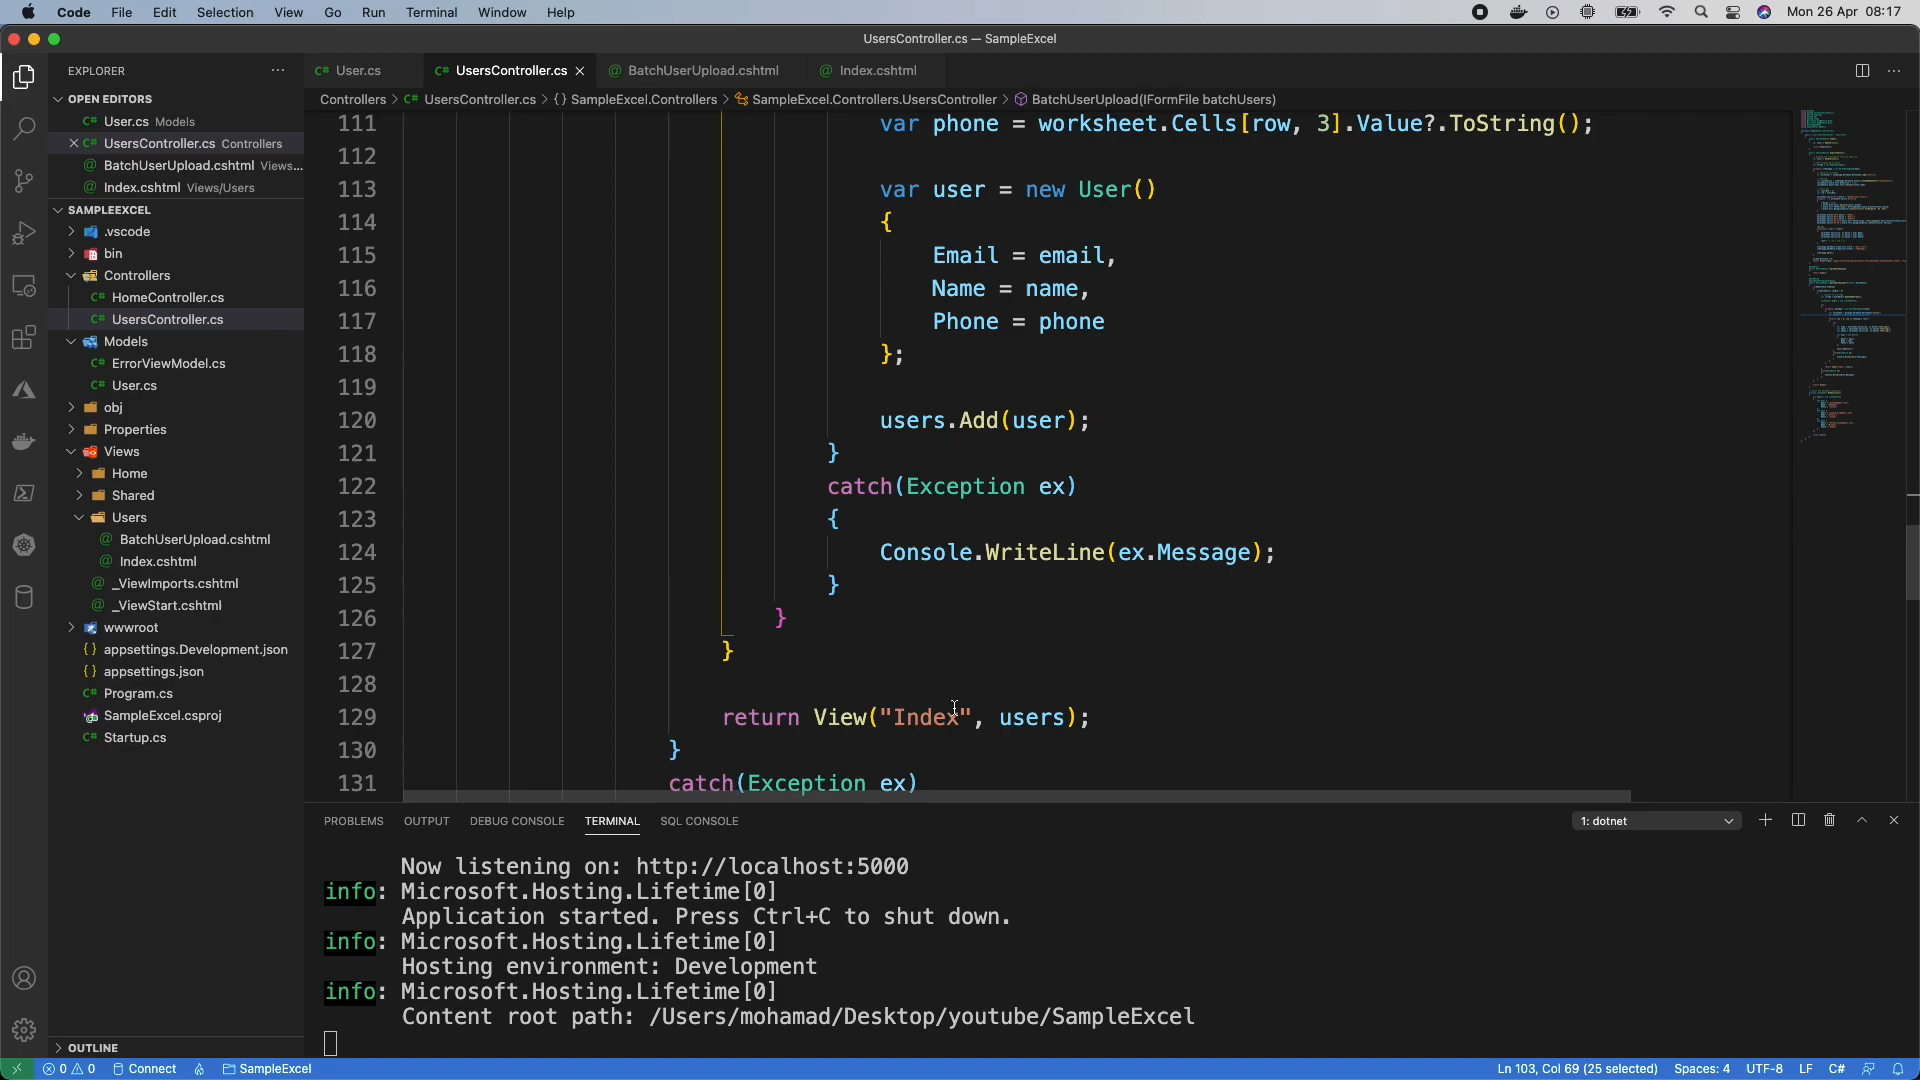 Code File Edit Selection View Go Run Terminal Window Help Mon 26 Apr 08:17
UsersController.cs — SampleExcel
EXPLORER
OPEN EDITORS
User.cs Models
UsersController.cs Controllers
BatchUserUpload.cshtml Views...
Index.cshtml Views/Users
SAMPLEEXCEL
.vscode
bin
Controllers
HomeController.cs
UsersController.cs
Models
ErrorViewModel.cs
User.cs
obj
Properties
Views
Home
Shared
Users
BatchUserUpload.cshtml
Index.cshtml
_ViewImports.cshtml
_ViewStart.cshtml
wwwroot
appsettings.Development.json
appsettings.json
Program.cs
SampleExcel.csproj
Startup.cs
OUTLINE
User.cs UsersController.cs BatchUserUpload.cshtml Index.cshtml
Controllers > UsersController.cs > {} SampleExcel.Controllers > SampleExcel.Controllers.UsersController > BatchUserUpload(IFormFile batchUsers)
111 var phone = worksheet.Cells[row, 3].Value?.ToString();
112
113 var user = new User()
114 {
115 Email = email,
116 Name = name,
117 Phone = phone
118 };
119
120 users.Add(user);
121 }
122 catch(Exception ex)
123 {
124 Console.WriteLine(ex.Message);
125 }
126 }
127 }
128
129 return View("Index", users);
130 }
131 catch(Exception ex)
PROBLEMS OUTPUT DEBUG CONSOLE TERMINAL SQL CONSOLE 1: dotnet
Now listening on: http://localhost:5000
info: Microsoft.Hosting.Lifetime[0]
Application started. Press Ctrl+C to shut down.
info: Microsoft.Hosting.Lifetime[0]
Hosting environment: Development
info: Microsoft.Hosting.Lifetime[0]
Content root path: /Users/mohamad/Desktop/youtube/SampleExcel
0 0 Connect SampleExcel Ln 103, Col 69 (25 selected) Spaces: 4 UTF-8 LF C#